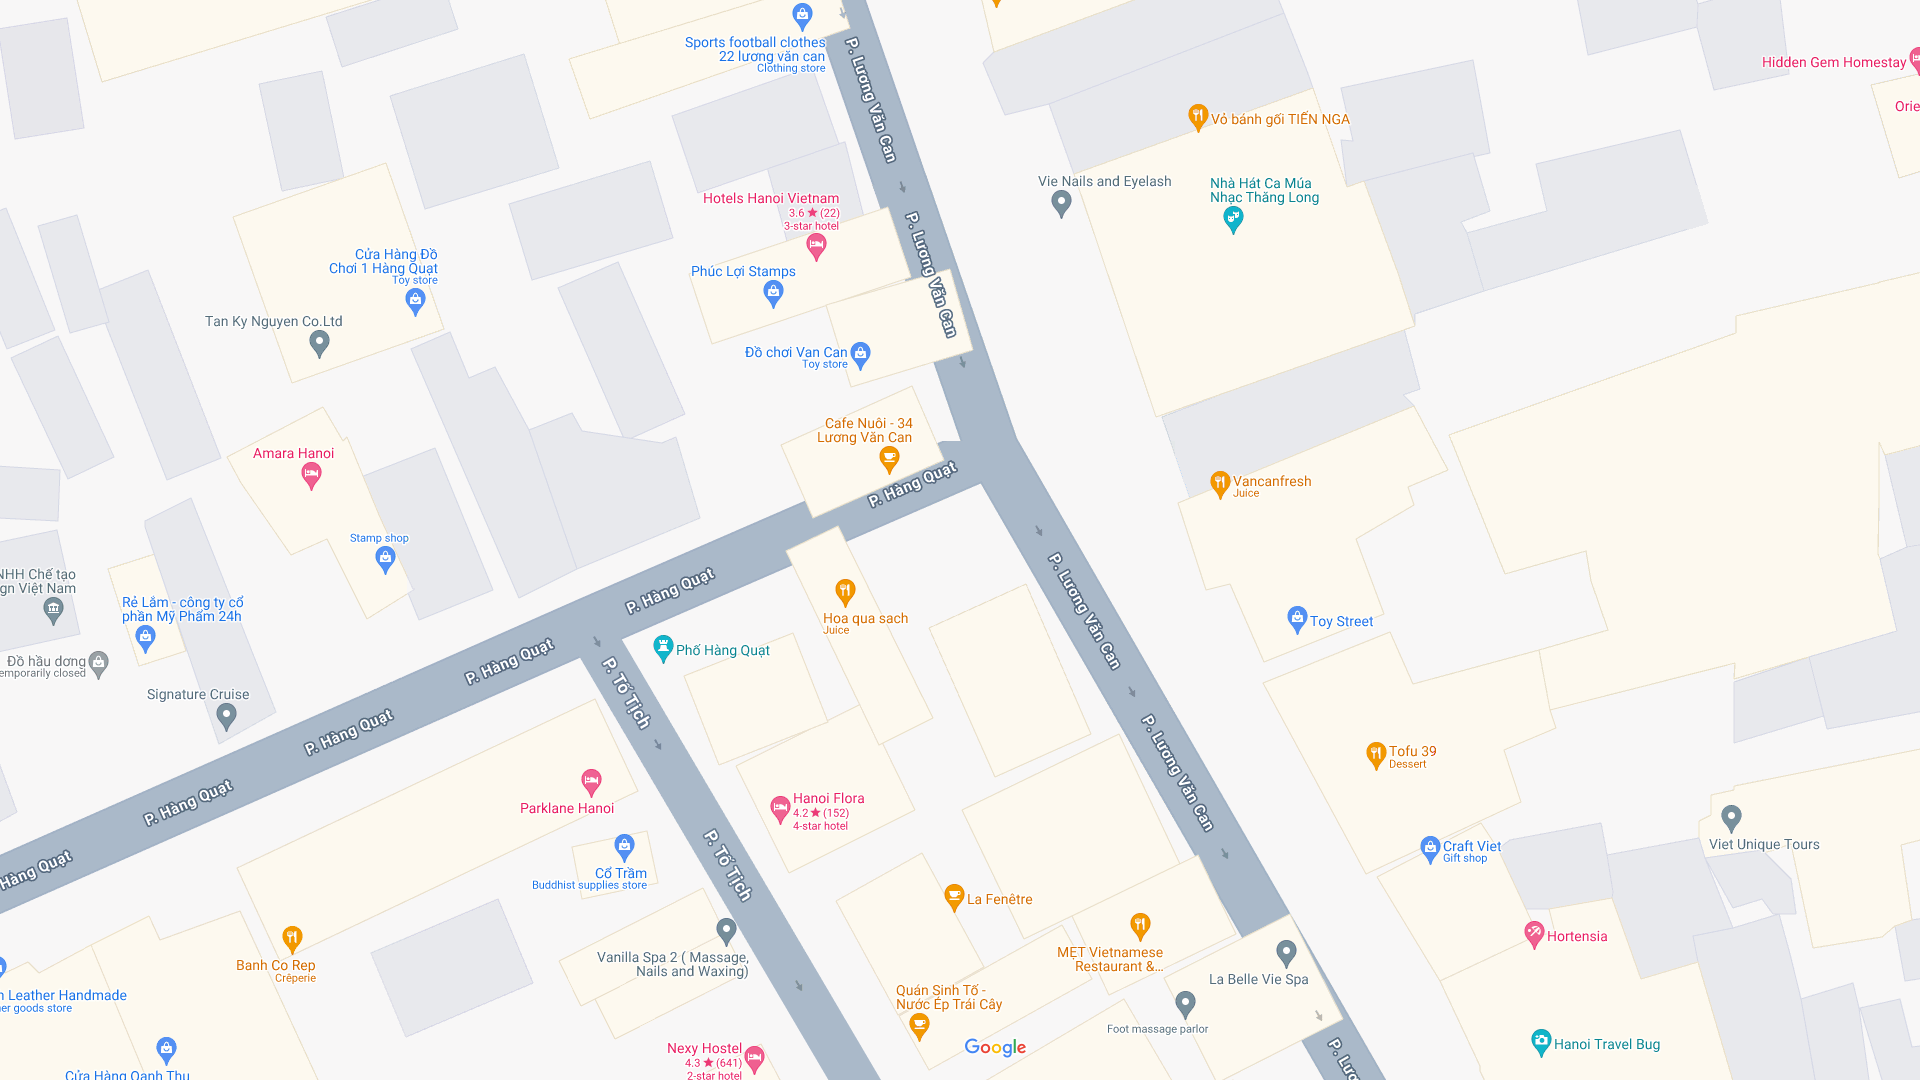 Sports football clothes
22 lương văn can
Clothing store
P. Lương Văn Can
Hidden Gem Homestay
Orie
Vỏ bánh gối TIẾN NGA
Vie Nails and Eyelash
Nhà Hát Ca Múa
Nhạc Thăng Long
Hotels Hanoi Vietnam
3.6 ★ (22)
3-star hotel
P. Lương Văn Can
Cửa Hàng Đồ
Chơi 1 Hàng Quạt
Toy store
Phúc Lợi Stamps
Tan Ky Nguyen Co.Ltd
Đồ chơi Van Can
Toy store
Cafe Nuôi - 34
Lương Văn Can
Amara Hanoi
P. Hàng Quạt
Vancanfresh
Juice
Stamp shop
NHH Chế tạo
gn Việt Nam
P. Hàng Quạt
Rẻ Lắm - công ty cổ
phần Mỹ Phẩm 24h
Hoa qua sach
Juice
P. Lương Văn Can
Toy Street
Phố Hàng Quạt
P. Hàng Quạt
Đồ hầu dơng
emporarily closed
P. Tố Tịch
Signature Cruise
P. Hàng Quạt
Tofu 39
Dessert
P. Lương Văn Can
P. Hàng Quạt
Parklane Hanoi
Hanoi Flora
4.2 ★ (152)
4-star hotel
Craft Viet
Gift shop
Viet Unique Tours
Hàng Quạt
P. Tố Tịch
Cổ Trầm
Buddhist supplies store
La Fenêtre
Hortensia
Banh Co Rep
Crêperie
Vanilla Spa 2 ( Massage,
Nails and Waxing)
MẸT Vietnamese
Restaurant &...
La Belle Vie Spa
n Leather Handmade
er goods store
Quán Sinh Tố -
Nước Ép Trái Cây
Foot massage parlor
Google
Nexy Hostel
4.3 ★ (641)
2-star hotel
Hanoi Travel Bug
P. Lươ
Cửa Hàng Oanh Thu